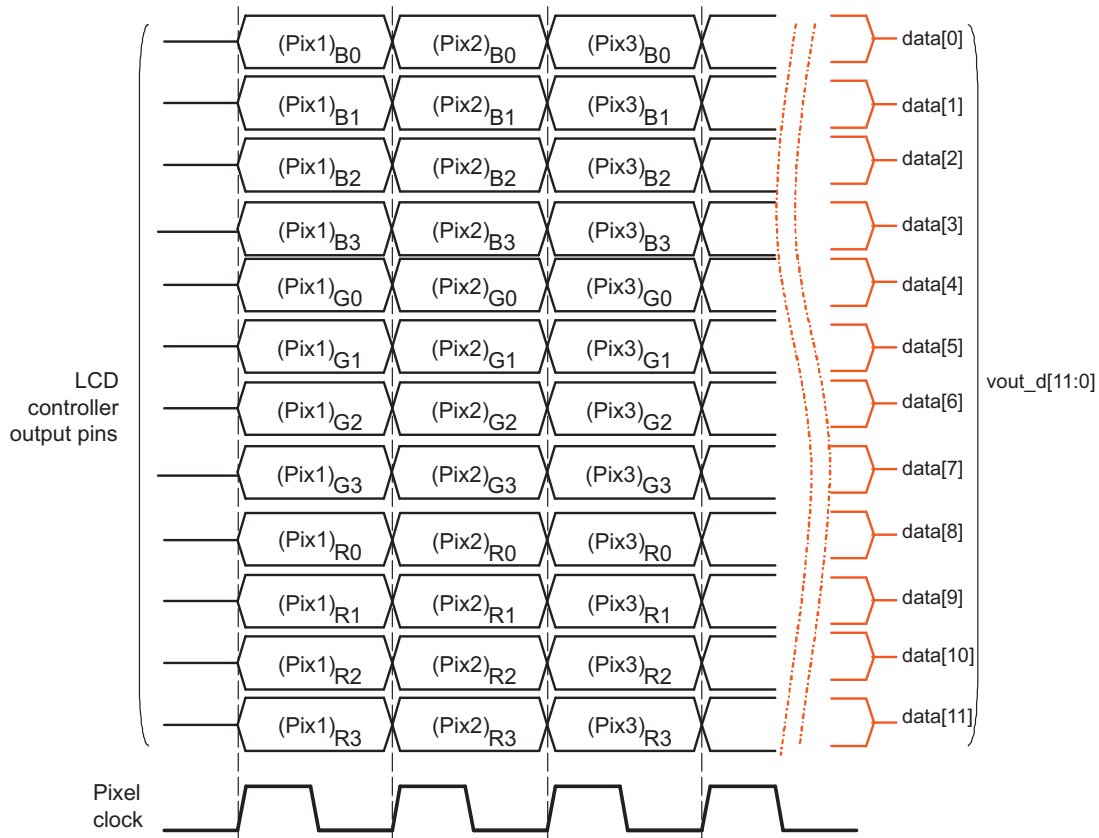 (Pix1)B0 (Pix2)B0 (Pix3)B0 data[0]
(Pix1)B1 (Pix2)B1 (Pix3)B1 data[1]
(Pix1)B2 (Pix2)B2 (Pix3)B2 data[2]
(Pix1)B3 (Pix2)B3 (Pix3)B3 data[3]
(Pix1)G0 (Pix2)G0 (Pix3)G0 data[4]
(Pix1)G1 (Pix2)G1 (Pix3)G1 data[5]
LCD
controller
output pins
vout_d[11:0]
(Pix1)G2 (Pix2)G2 (Pix3)G2 data[6]
(Pix1)G3 (Pix2)G3 (Pix3)G3 data[7]
(Pix1)R0 (Pix2)R0 (Pix3)R0 data[8]
(Pix1)R1 (Pix2)R1 (Pix3)R1 data[9]
(Pix1)R2 (Pix2)R2 (Pix3)R2 data[10]
(Pix1)R3 (Pix2)R3 (Pix3)R3 data[11]
Pixel
clock